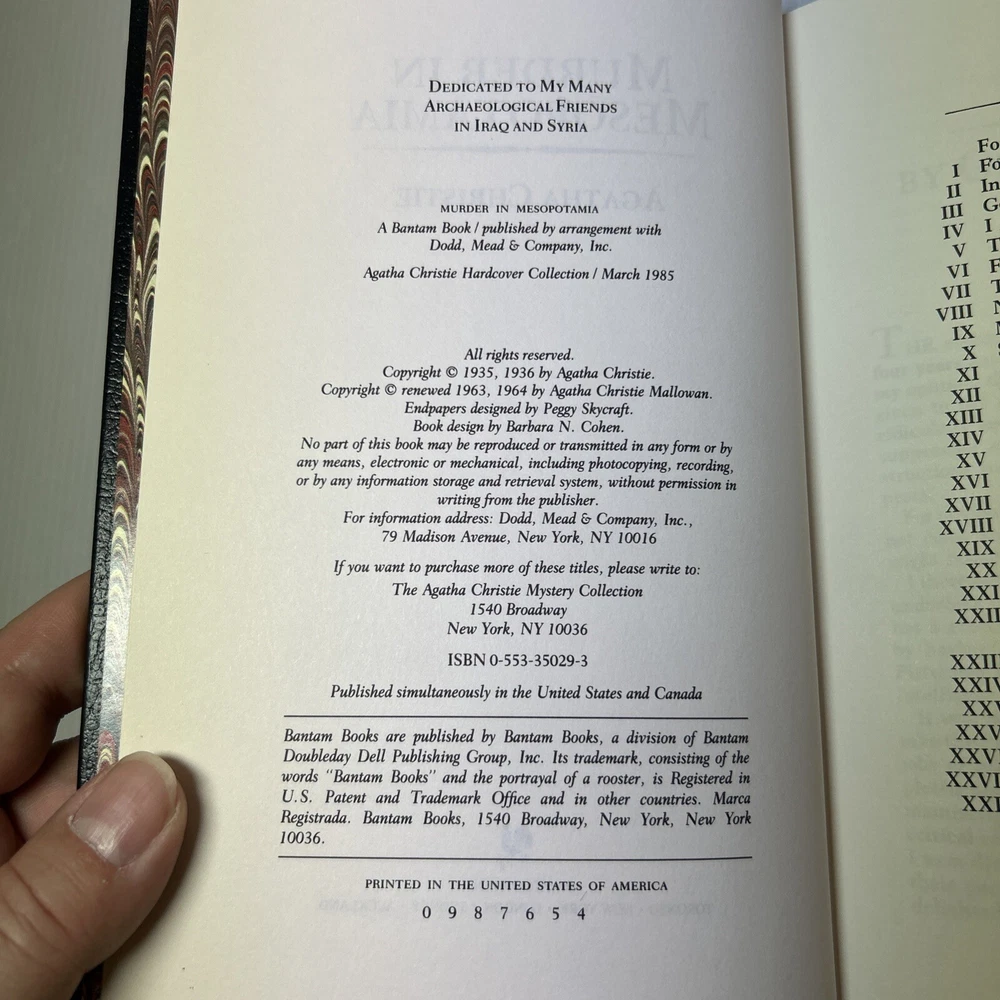 DEDICATED TO MY MANY
ARCHAEOLOGICAL FRIENDS
IN IRAQ AND SYRIA
MURDER IN MESOPOTAMIA
A Bantam Book / published by arrangement with
Dodd, Mead & Company, Inc.
Agatha Christie Hardcover Collection / March 1985
All rights reserved.
Copyright © 1935, 1936 by Agatha Christie.
Copyright © renewed 1963, 1964 by Agatha Christie Mallowan.
Endpapers designed by Peggy Skycraft.
Book design by Barbara N. Cohen.
No part of this book may be reproduced or transmitted in any form or by
any means, electronic or mechanical, including photocopying, recording,
or by any information storage and retrieval system, without permission in
writing from the publisher.
For information address: Dodd, Mead & Company, Inc.,
79 Madison Avenue, New York, NY 10016
If you want to purchase more of these titles, please write to:
The Agatha Christie Mystery Collection
1540 Broadway
New York, NY 10036
ISBN 0-553-35029-3
Published simultaneously in the United States and Canada
Bantam Books are published by Bantam Books, a division of Bantam
Doubleday Dell Publishing Group, Inc. Its trademark, consisting of the
words "Bantam Books" and the portrayal of a rooster, is Registered in
U.S. Patent and Trademark Office and in other countries. Marca
Registrada. Bantam Books, 1540 Broadway, New York, New York
10036.
PRINTED IN THE UNITED STATES OF AMERICA
0 9 8 7 6 5 4
I
II
III
IV I
V
VI
VII
VIII
IX
X
XI
XII
XIII
XIV
XV
XVI
XVII
XVIII
XIX
XX
XXI
XXII